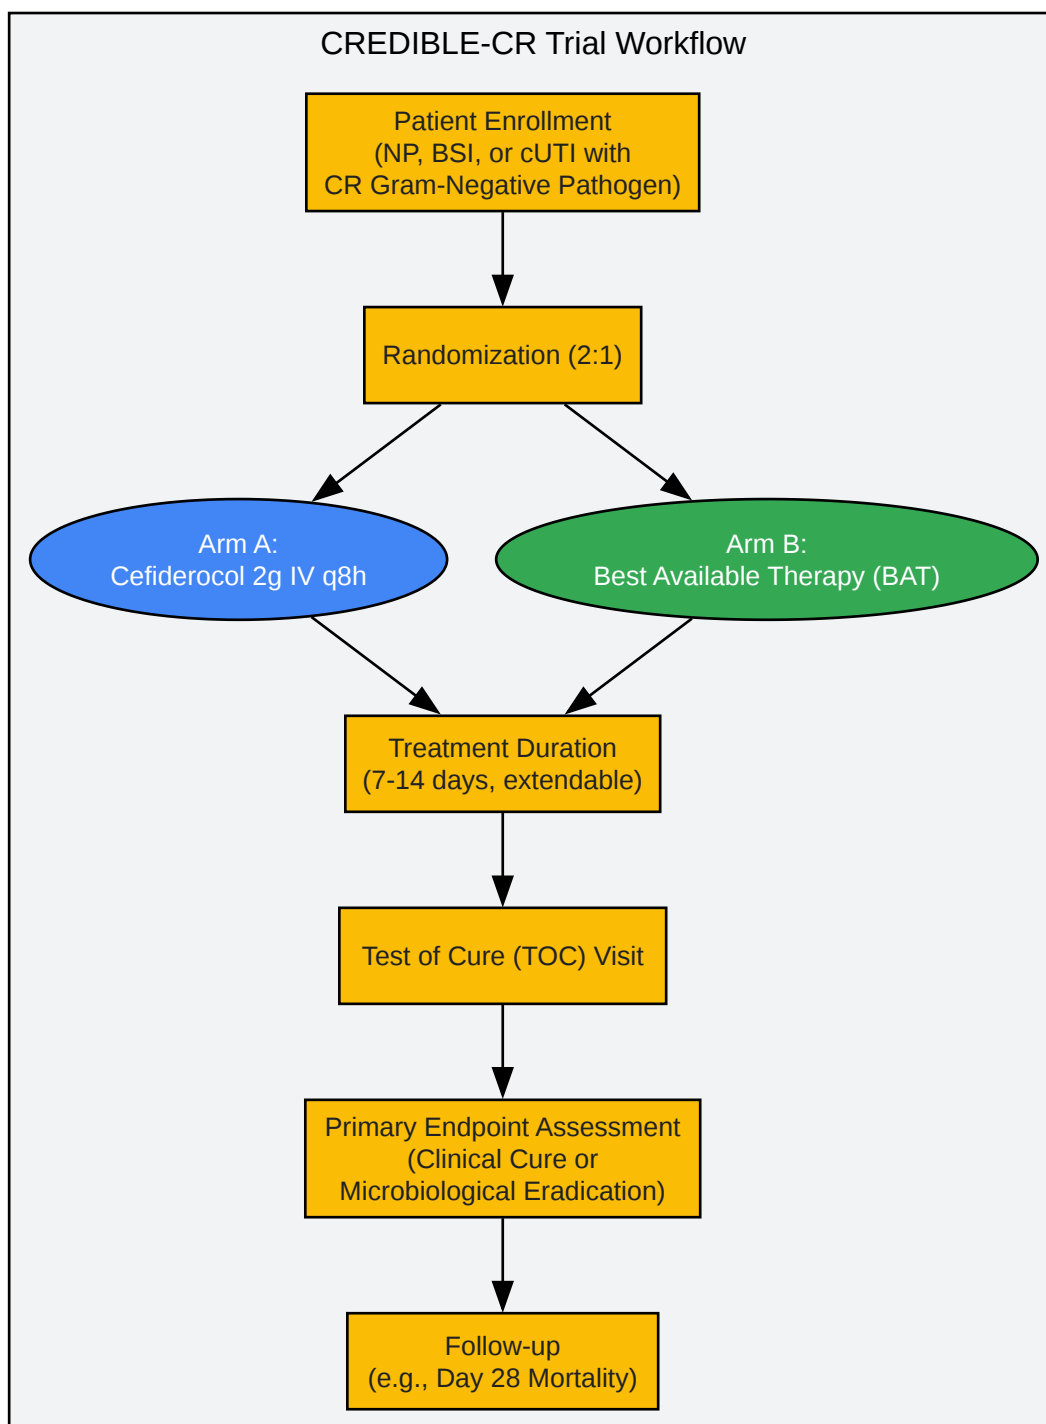 CREDIBLE-CR Trial Workflow
Patient Enrollment
(NP, BSI, or cUTI with
CR Gram-Negative Pathogen)
Randomization (2:1)
Arm A:
Cefiderocol 2g IV q8h
Arm B:
Best Available Therapy (BAT)
Treatment Duration
(7-14 days, extendable)
Test of Cure (TOC) Visit
Primary Endpoint Assessment
(Clinical Cure or
Microbiological Eradication)
Follow-up
(e.g., Day 28 Mortality)